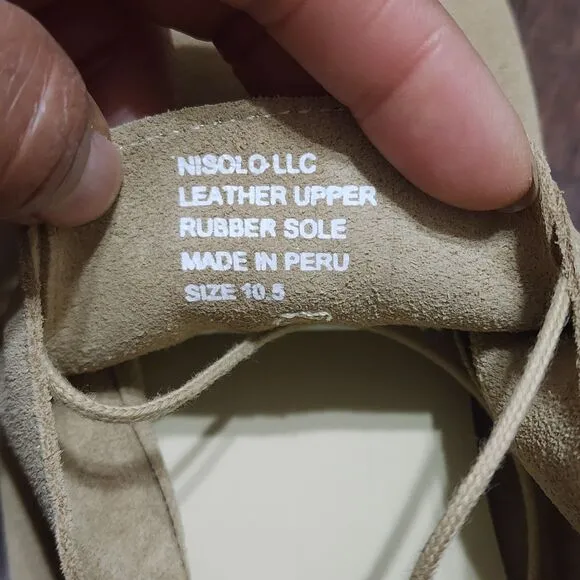 NISOLO LLC
LEATHER UPPER
RUBBER SOLE
MADE IN PERU
SIZE 10.5